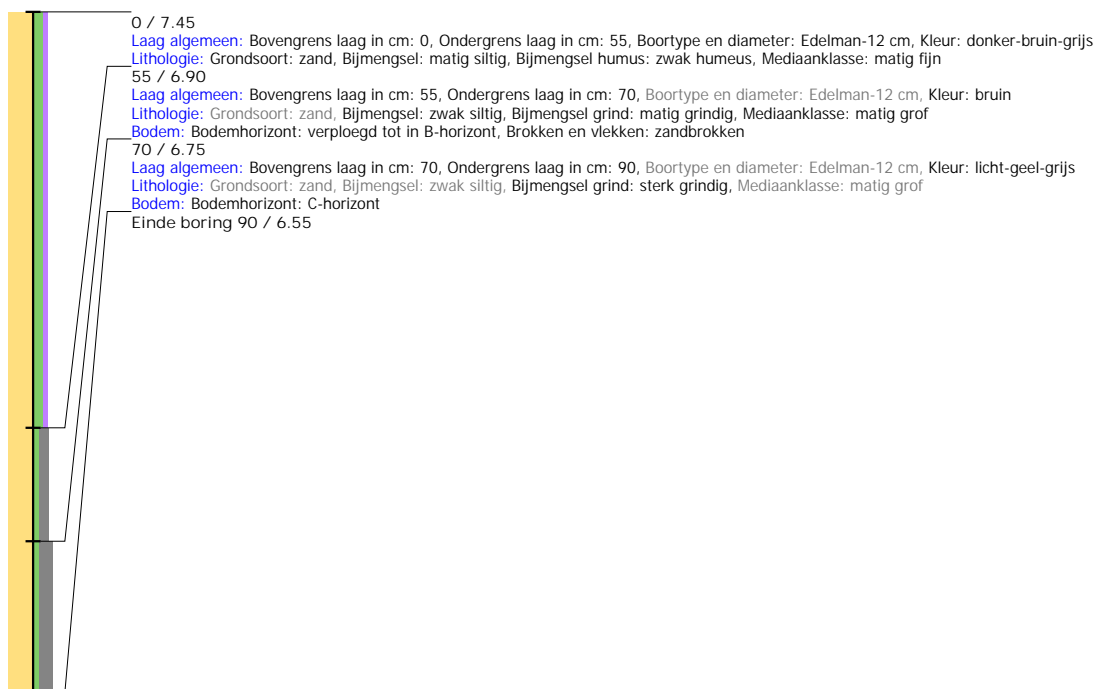 0 / 7.45
Laag algemeen: Bovengrens laag in cm: 0, Ondergrens laag in cm: 55, Boortype en diameter: Edelman-12 cm, Kleur: donker-bruin-grijs
Lithologie: Grondsoort: zand, Bijmengsel: matig siltig, Bijmengsel humus: zwak humeus, Mediaanklasse: matig fijn
55 / 6.90
Laag algemeen: Bovengrens laag in cm: 55, Ondergrens laag in cm: 70, Boortype en diameter: Edelman-12 cm, Kleur: bruin
Lithologie: Grondsoort: zand, Bijmengsel: zwak siltig, Bijmengsel grind: matig grindig, Mediaanklasse: matig grof
Bodem: Bodemhorizont: verploegd tot in B-horizont, Brokken en vlekken: zandbrokken
70 / 6.75
Laag algemeen: Bovengrens laag in cm: 70, Ondergrens laag in cm: 90, Boortype en diameter: Edelman-12 cm, Kleur: licht-geel-grijs
Lithologie: Grondsoort: zand, Bijmengsel: zwak siltig, Bijmengsel grind: sterk grindig, Mediaanklasse: matig grof
Bodem: Bodemhorizont: C-horizont
Einde boring 90 / 6.55